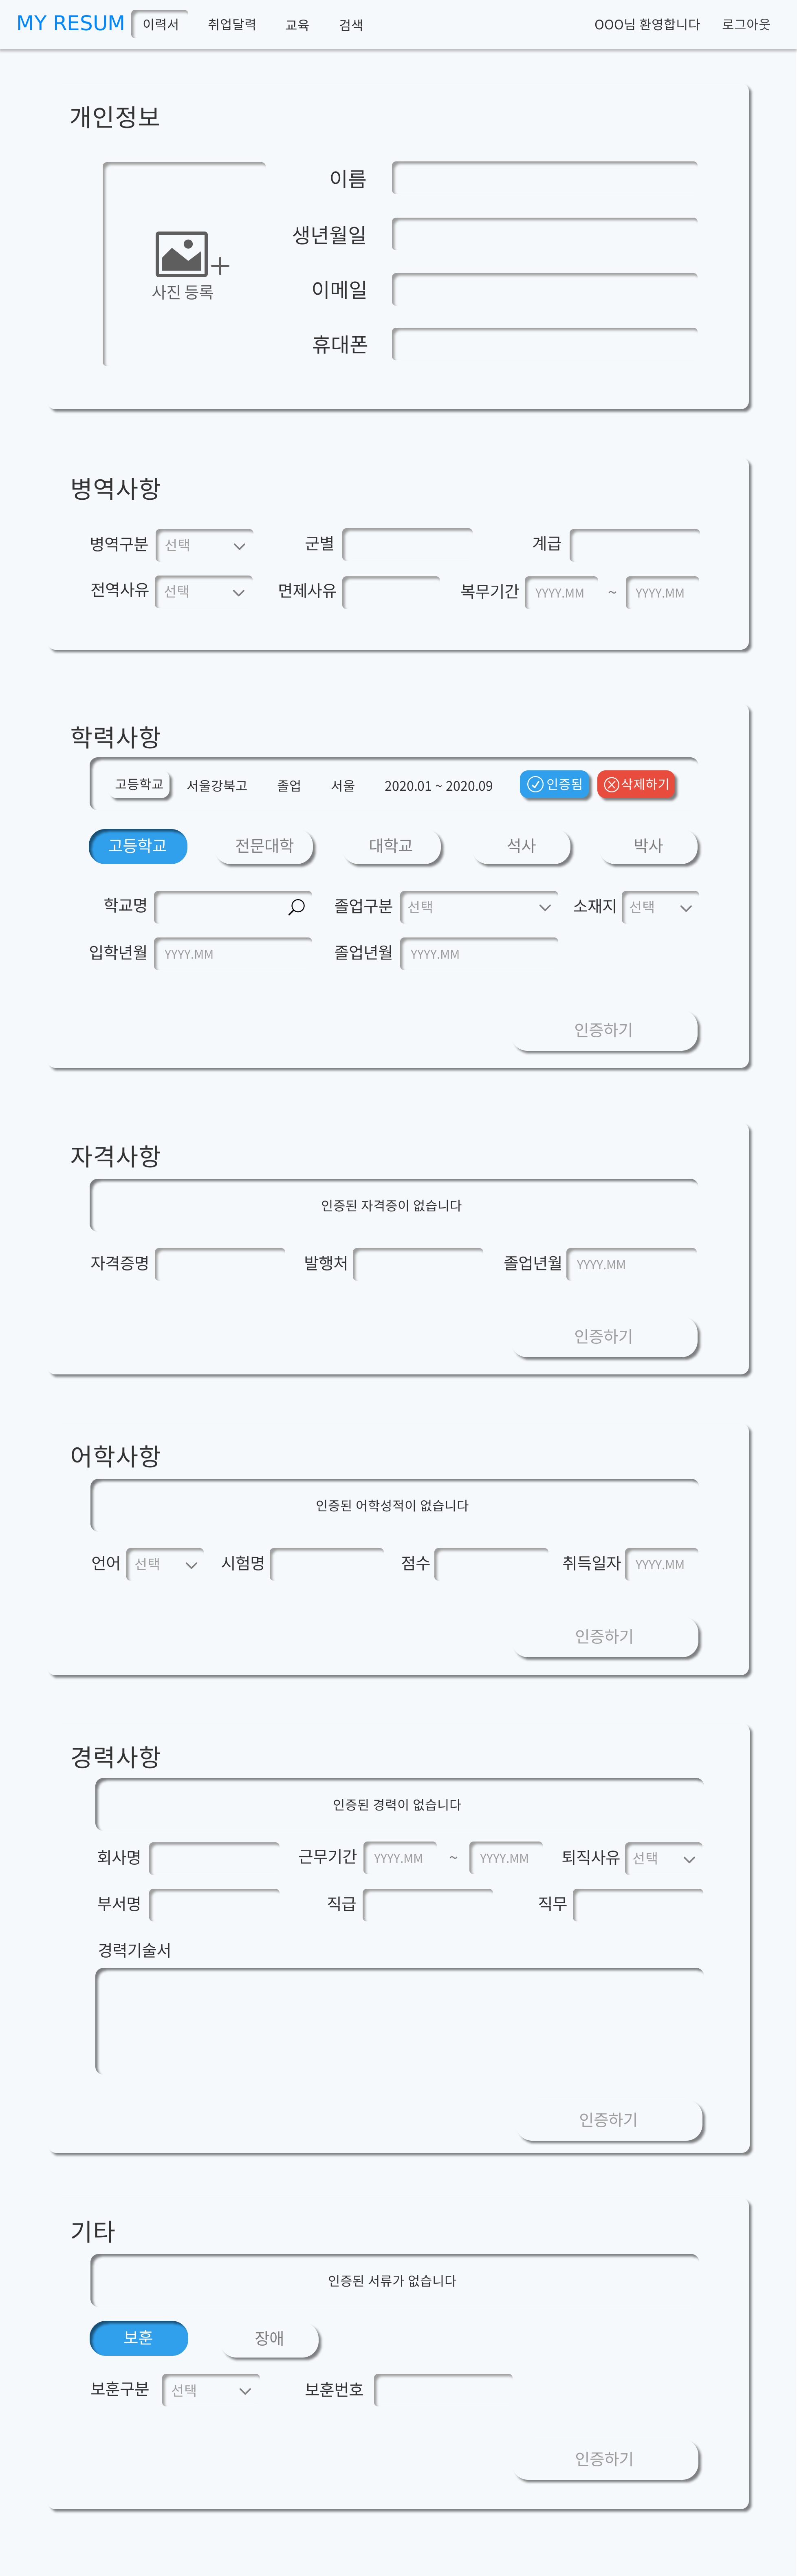 MY RESUM 이력서 취업달력 교육 검색 OOO님 환영합니다 로그아웃
개인정보
이름
생년월일
사진 등록
이메일
휴대폰
병역사항
병역구분 선택 군별 계급
전역사유 선택 면제사유 복무기간 YYYY.MM ~ YYYY.MM
학력사항
고등학교 서울강북고 졸업 서울 2020.01 ~ 2020.09 인증됨 삭제하기
고등학교 전문대학 대학교 석사 박사
학교명 졸업구분 선택 소재지 선택
입학년월 YYYY.MM 졸업년월 YYYY.MM
인증하기
자격사항
인증된 자격증이 없습니다
자격증명 발행처 졸업년월 YYYY.MM
인증하기
어학사항
인증된 어학성적이 없습니다
언어 선택 시험명 점수 취득일자 YYYY.MM
인증하기
경력사항
인증된 경력이 없습니다
회사명 근무기간 YYYY.MM ~ YYYY.MM 퇴직사유 선택
부서명 직급 직무
경력기술서
인증하기
기타
인증된 서류가 없습니다
보훈 장애
보훈구분 선택 보훈번호
인증하기